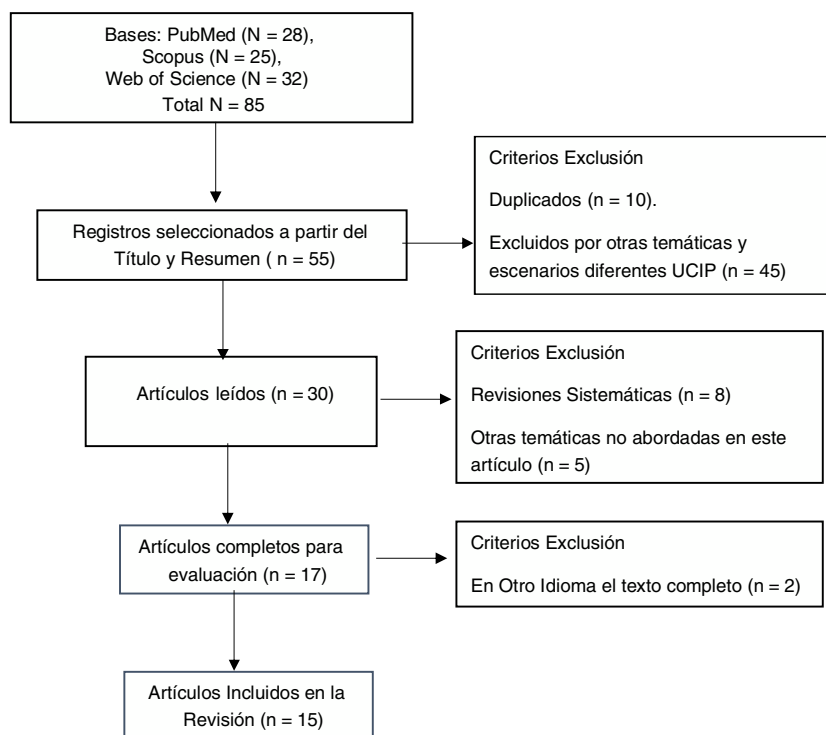 Bases: PubMed (N = 28),
Scopus (N = 25),
Web of Science (N = 32)
Total N = 85
Criterios Exclusión
Duplicados (n = 10).
Excluidos por otras temáticas y
escenarios diferentes UCIP (n = 45)
Registros seleccionados a partir del
Título y Resumen ( n = 55)
Artículos leídos (n = 30)
Criterios Exclusión
Revisiones Sistemáticas (n = 8)
Otras temáticas no abordadas en este
artículo (n = 5)
Artículos completos para
evaluación (n = 17)
Criterios Exclusión
En Otro Idioma el texto completo (n = 2)
Artículos Incluidos en la
Revisión (n = 15)